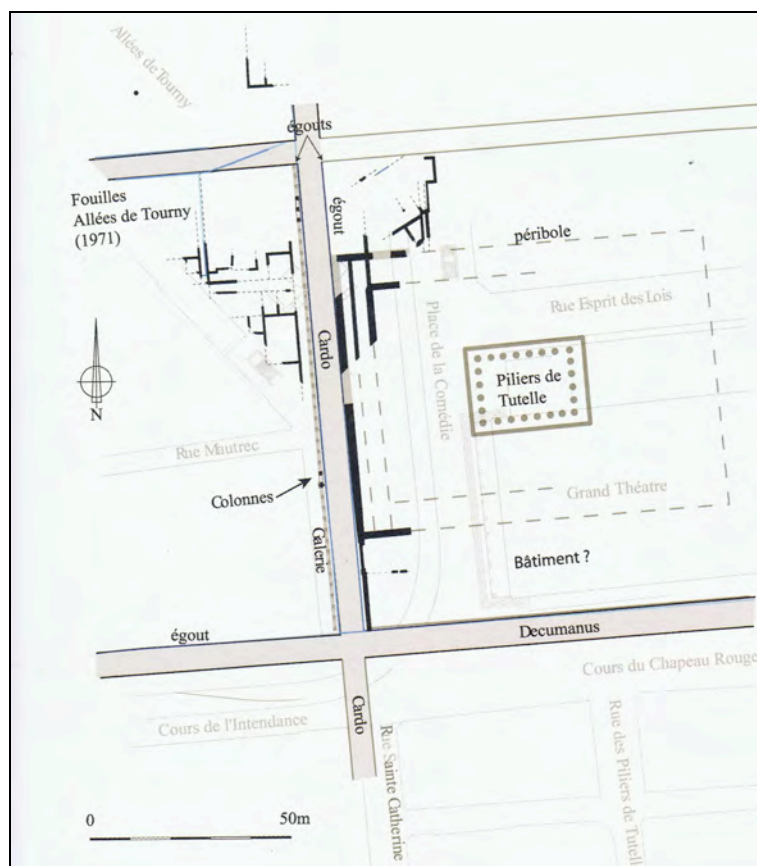 Allées de Tourny
égouts
Fouilles
Allées de Tourny
(1971)
égout
péribole
Rue Esprit des Lois
Place de la Comédie
Cardo
Piliers de
Tutelle
N
Rue Mautrec
Colonnes
Grand Théatre
Galerie
Bâtiment ?
égout
Decumanus
Cours du Chapeau Rouge
Cardo
Cours de l'Intendance
Rue Sainte Catherine
Rue des Piliers de Tutell
0
50m